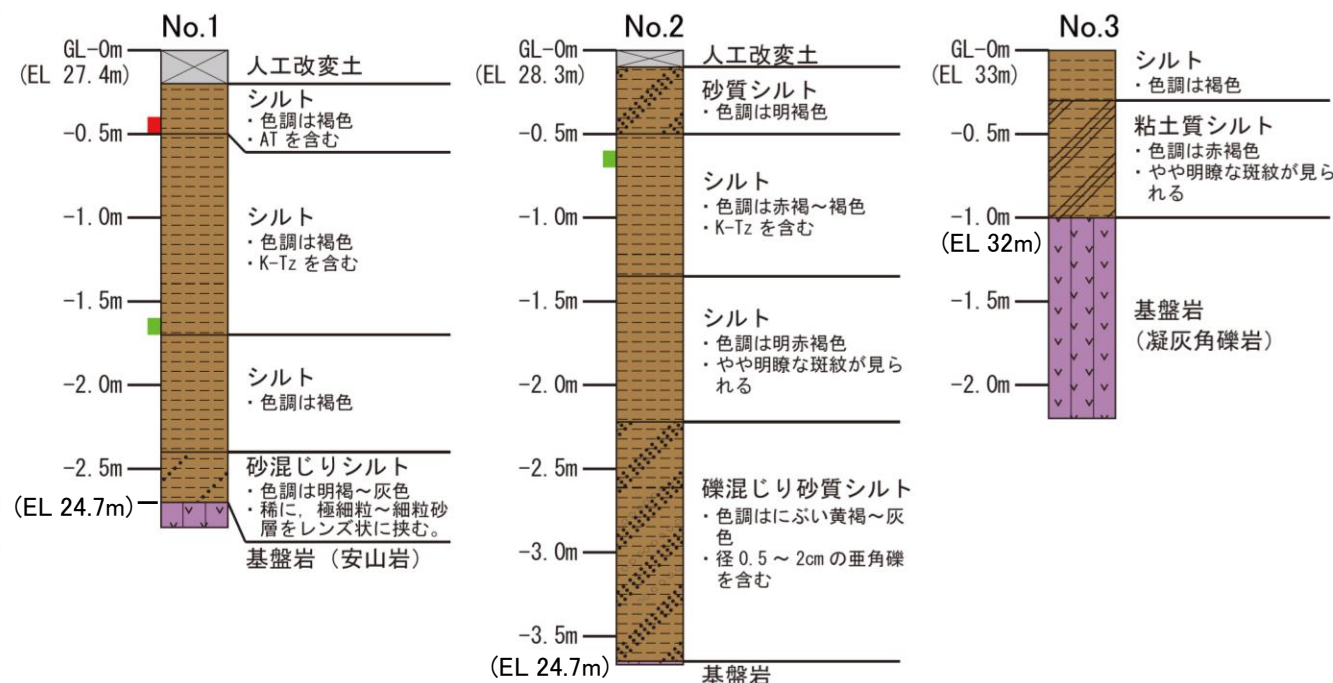 No.1
GL-0m
(EL 27.4m)
-0.5m
-1.0m
-1.5m
-2.0m
-2.5m
(EL 24.7m)
人工改変土
シルト
・色調は褐色
・AT を含む
シルト
・色調は褐色
・K-Tz を含む
シルト
・色調は褐色
砂混じりシルト
・色調は明褐～灰色
・稀に，極細粒～細粒砂
層をレンズ状に挟む。
基盤岩（安山岩）
No.2
GL-0m
(EL 28.3m)
-0.5m
-1.0m
-1.5m
-2.0m
-2.5m
-3.0m
-3.5m
(EL 24.7m)
人工改変土
砂質シルト
・色調は明褐色
シルト
・色調は赤褐～褐色
・K-Tz を含む
シルト
・色調は明赤褐色
・やや明瞭な斑紋が見ら
れる
礫混じり砂質シルト
・色調はにぶい黄褐～灰
色
・径 0.5 ～ 2cm の亜角礫
を含む
基盤岩
No.3
GL-0m
(EL 33m)
-0.5m
-1.0m
(EL 32m)
-1.5m
-2.0m
シルト
・色調は褐色
粘土質シルト
・色調は赤褐色
・やや明瞭な斑紋が見ら
れる
基盤岩
（凝灰角礫岩）